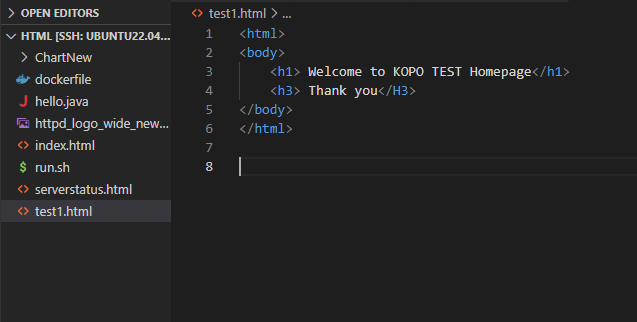 OPEN EDITORS
HTML [SSH: UBUNTU22.04...
ChartNew
dockerfile
hello.java
httpd_logo_wide_new...
index.html
run.sh
serverstatus.html
test1.html
test1.html > ...
1 <html>
2 <body>
3 <h1> Welcome to KOPO TEST Homepage</h1>
4 <h3> Thank you</H3>
5 </body>
6 </html>
7
8